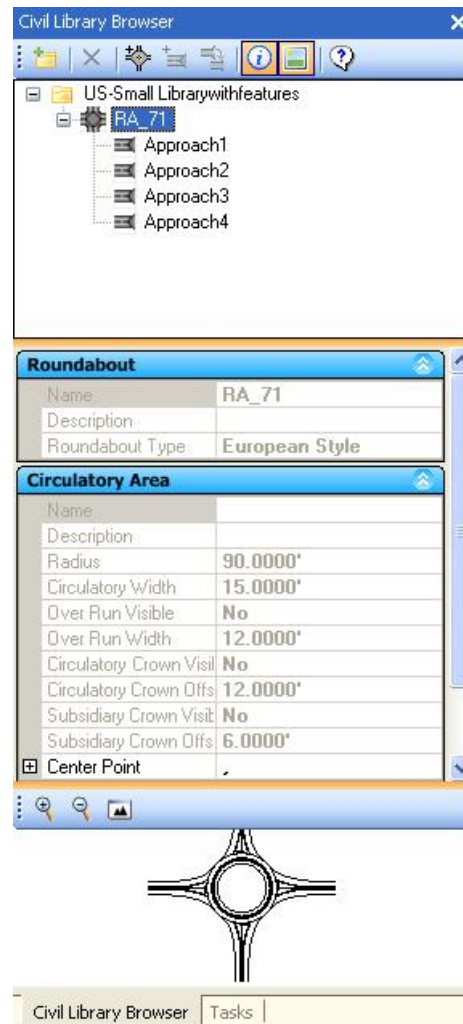 Civil Library Browser
US-Small Librarywithfeatures
RA_71
Approach1
Approach2
Approach3
Approach4
Roundabout
Name RA_71
Description
Roundabout Type European Style
Circulatory Area
Name
Description
Radius 90.0000'
Circulatory Width 15.0000'
Over Run Visible No
Over Run Width 12.0000'
Circulatory Crown Visil No
Circulatory Crown Offs 12.0000'
Subsidiary Crown Visit No
Subsidiary Crown Offs 6.0000'
Center Point ,
Civil Library Browser Tasks